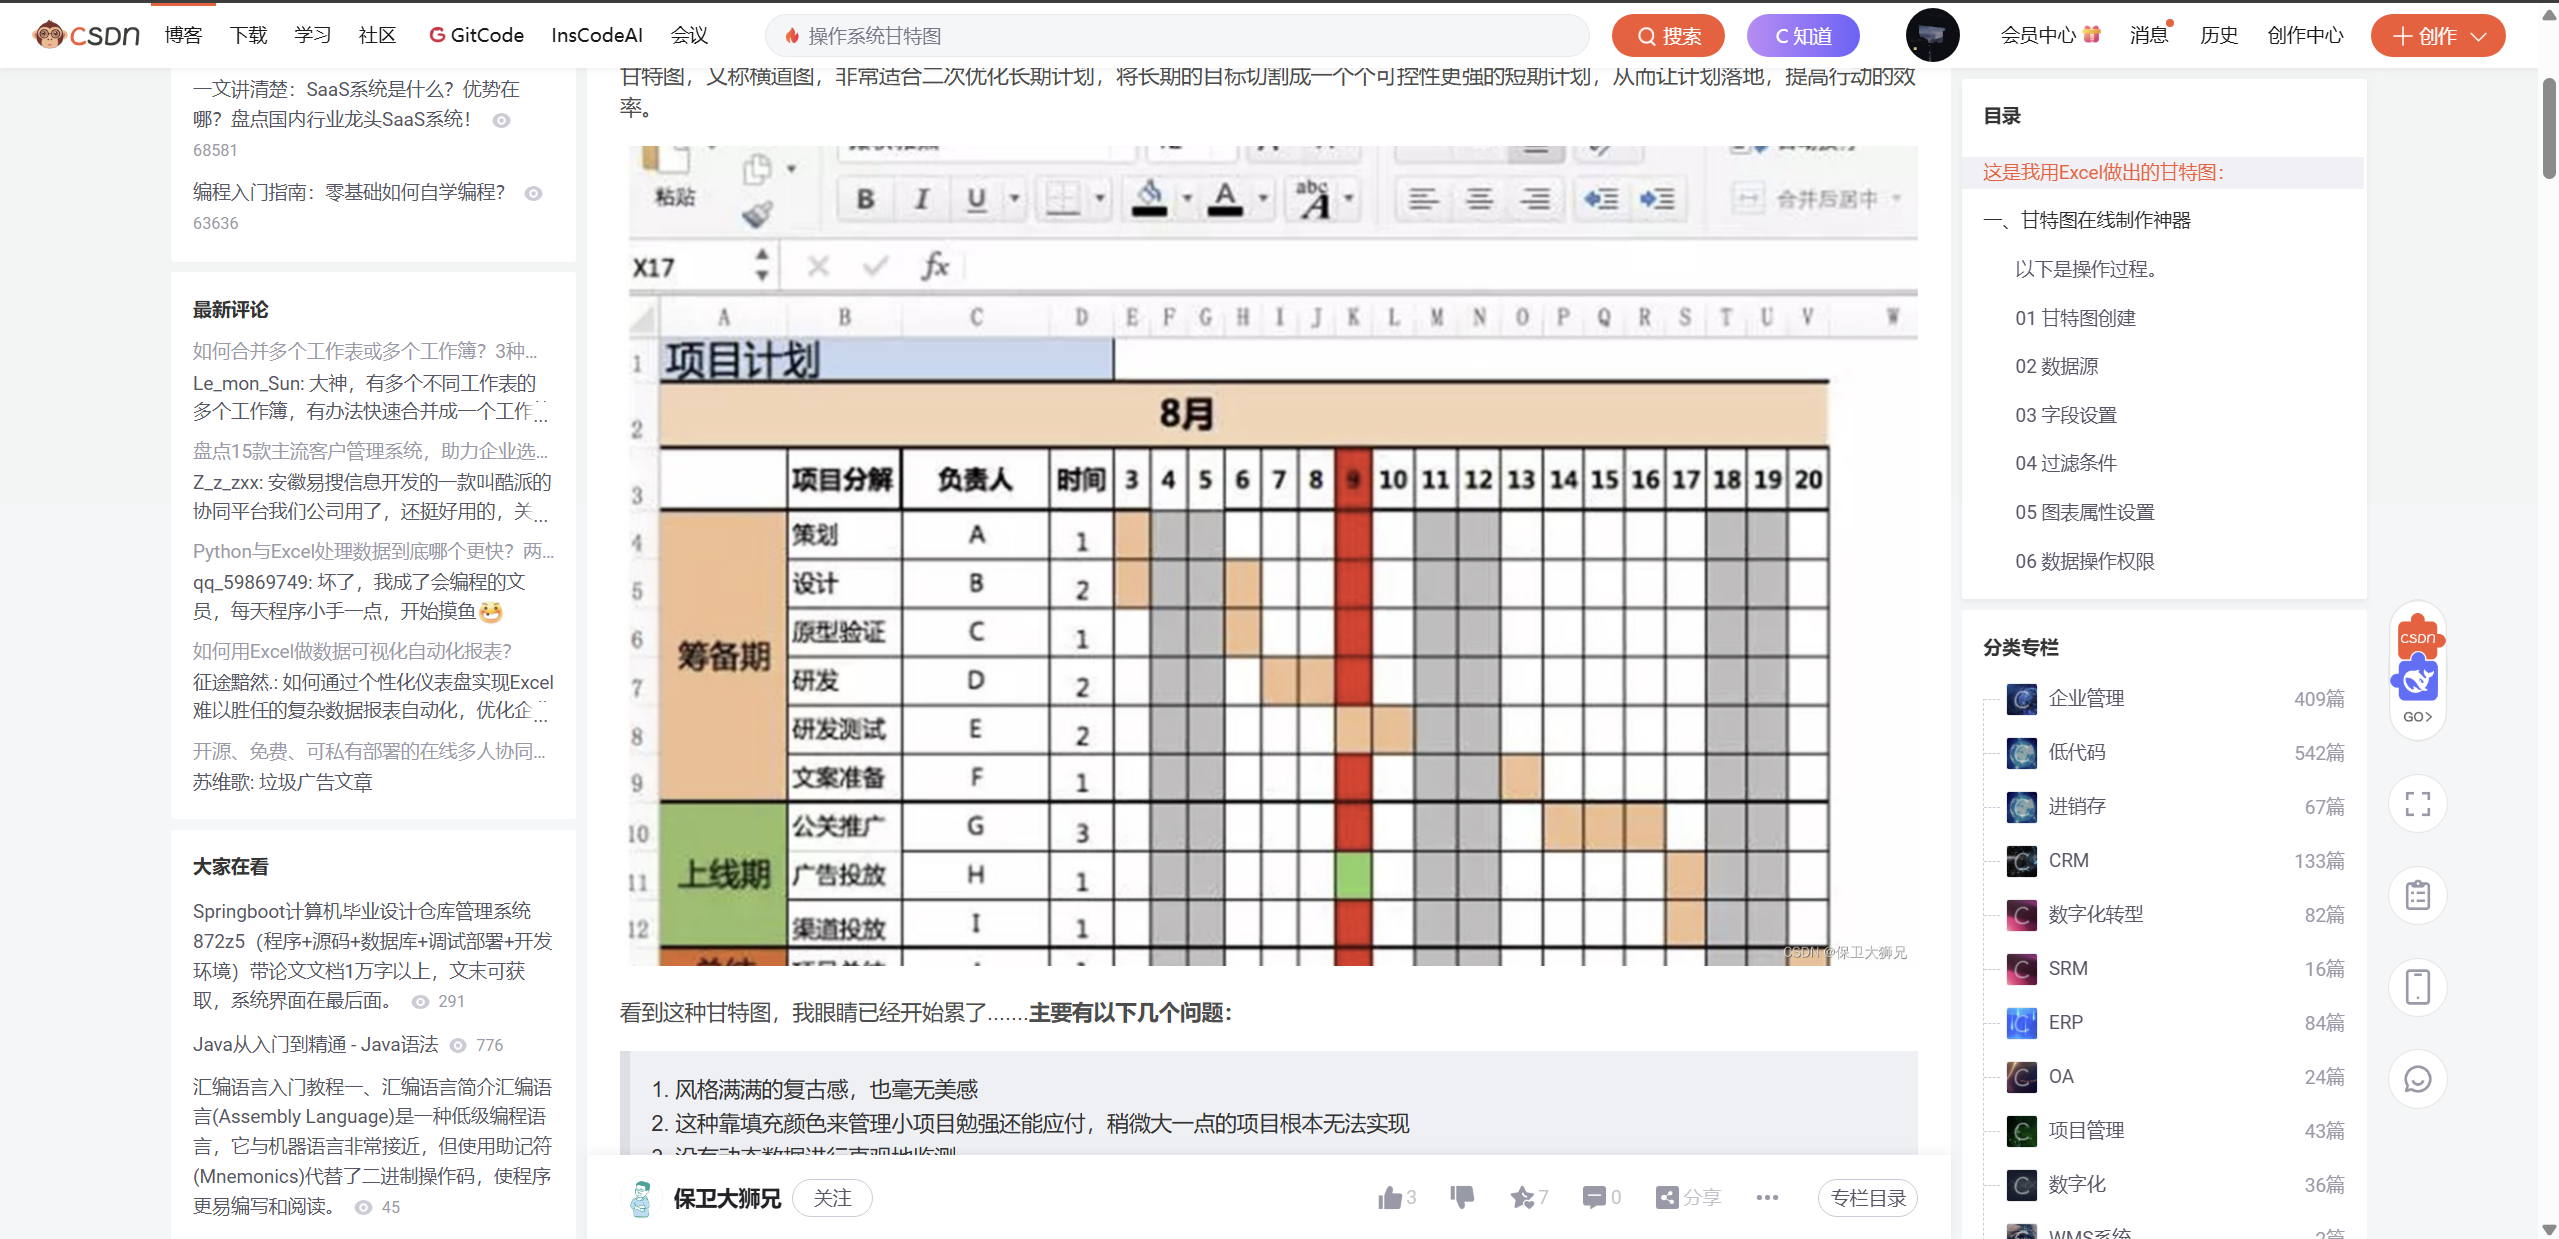 CSDN 博客 下载 学习 社区 GitCode InsCodeAI 会议 操作系统甘特图 搜索 C 知道 会员中心 消息 历史 创作中心 创作
一文讲清楚：SaaS系统是什么？优势在
哪？盘点国内行业龙头SaaS系统！
68581
编程入门指南：零基础如何自学编程？
63636
最新评论
如何合并多个工作表或多个工作簿？3种...
Le_mon_Sun: 大神，有多个不同工作表的
多个工作簿，有办法快速合并成一个工作...
盘点15款主流客户管理系统，助力企业选...
Z_z_zxx: 安徽易搜信息开发的一款叫酷派的
协同平台我们公司用了，还挺好用的，关...
Python与Excel处理数据到底哪个更快？两...
qq_59869749: 坏了，我成了会编程的文
员，每天程序小手一点，开始摸鱼😁
如何用Excel做数据可视化自动化报表？
征途黯然.: 如何通过个性化仪表盘实现Excel
难以胜任的复杂数据报表自动化，优化企...
开源、免费、可私有部署的在线多人协同...
苏维歌: 垃圾广告文章
大家在看
Springboot计算机毕业设计仓库管理系统
872z5（程序+源码+数据库+调试部署+开发
环境）带论文文档1万字以上，文末可获
取，系统界面在最后面。 291
Java从入门到精通 - Java语法 776
汇编语言入门教程一、汇编语言简介汇编语
言(Assembly Language)是一种低级编程语
言，它与机器语言非常接近，但使用助记符
(Mnemonics)代替了二进制操作码，使程序
更易编写和阅读。 45
甘特图，又称横道图，非常适合二次优化长期计划，将长期的目标切割成一个个可控性更强的短期计划，从而让计划落地，提高行动的效
率。
粘贴 B I U A abc A 合并后居中
X17 fx
A B C D E F G H I J K L M N O P Q R S T U V W
1 项目计划
2 8月
3 项目分解 负责人 时间 3 4 5 6 7 8 9 10 11 12 13 14 15 16 17 18 19 20
4 策划 A 1
5 设计 B 2
6 原型验证 C 1
筹备期
7 研发 D 2
8 研发测试 E 2
9 文案准备 F 1
10 公关推广 G 3
11 上线期 广告投放 H 1
12 渠道投放 I 1
CSDN @保卫大狮兄
看到这种甘特图，我眼睛已经开始累了.......主要有以下几个问题：
1. 风格满满的复古感，也毫无美感
2. 这种靠填充颜色来管理小项目勉强还能应付，稍微大一点的项目根本无法实现
3. 没有动态数据进行直观地监测
保卫大狮兄 关注 3 7 0 分享 ... 专栏目录
目录
这是我用Excel做出的甘特图：
一、甘特图在线制作神器
以下是操作过程。
01 甘特图创建
02 数据源
03 字段设置
04 过滤条件
05 图表属性设置
06 数据操作权限
分类专栏
企业管理 409篇
低代码 542篇
进销存 67篇
CRM 133篇
数字化转型 82篇
SRM 16篇
ERP 84篇
OA 24篇
项目管理 43篇
数字化 36篇
WMS系统 2篇
CSDN
GO>